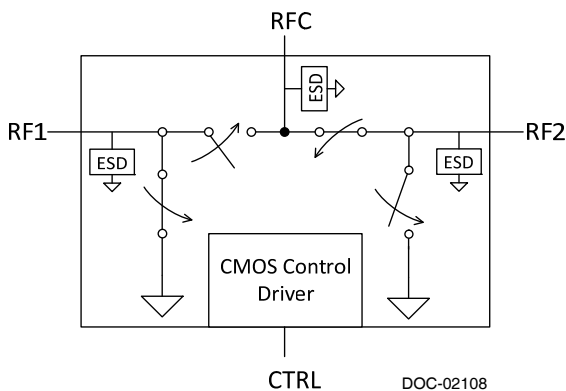 RFC
ESD
RF1
RF2
ESD
ESD
CMOS Control
Driver
CTRL
DOC-02108